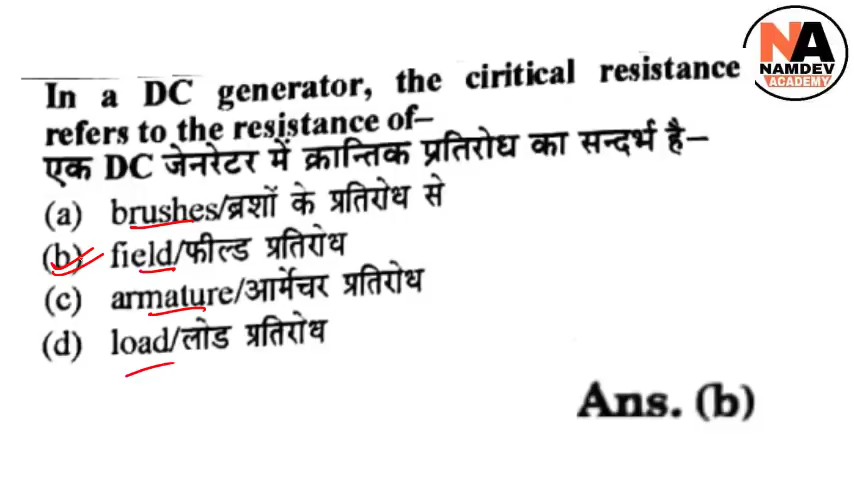 NA
NAMDEV
ACADEMY
In a DC generator, the ciritical resistance
refers to the resistance of–
एक DC जेनरेटर में क्रान्तिक प्रतिरोध का सन्दर्भ है–
(a) brushes/ब्रशों के प्रतिरोध से
(b) field/फील्ड प्रतिरोध
(c) armature/आर्मेचर प्रतिरोध
(d) load/लोड प्रतिरोध
Ans. (b)